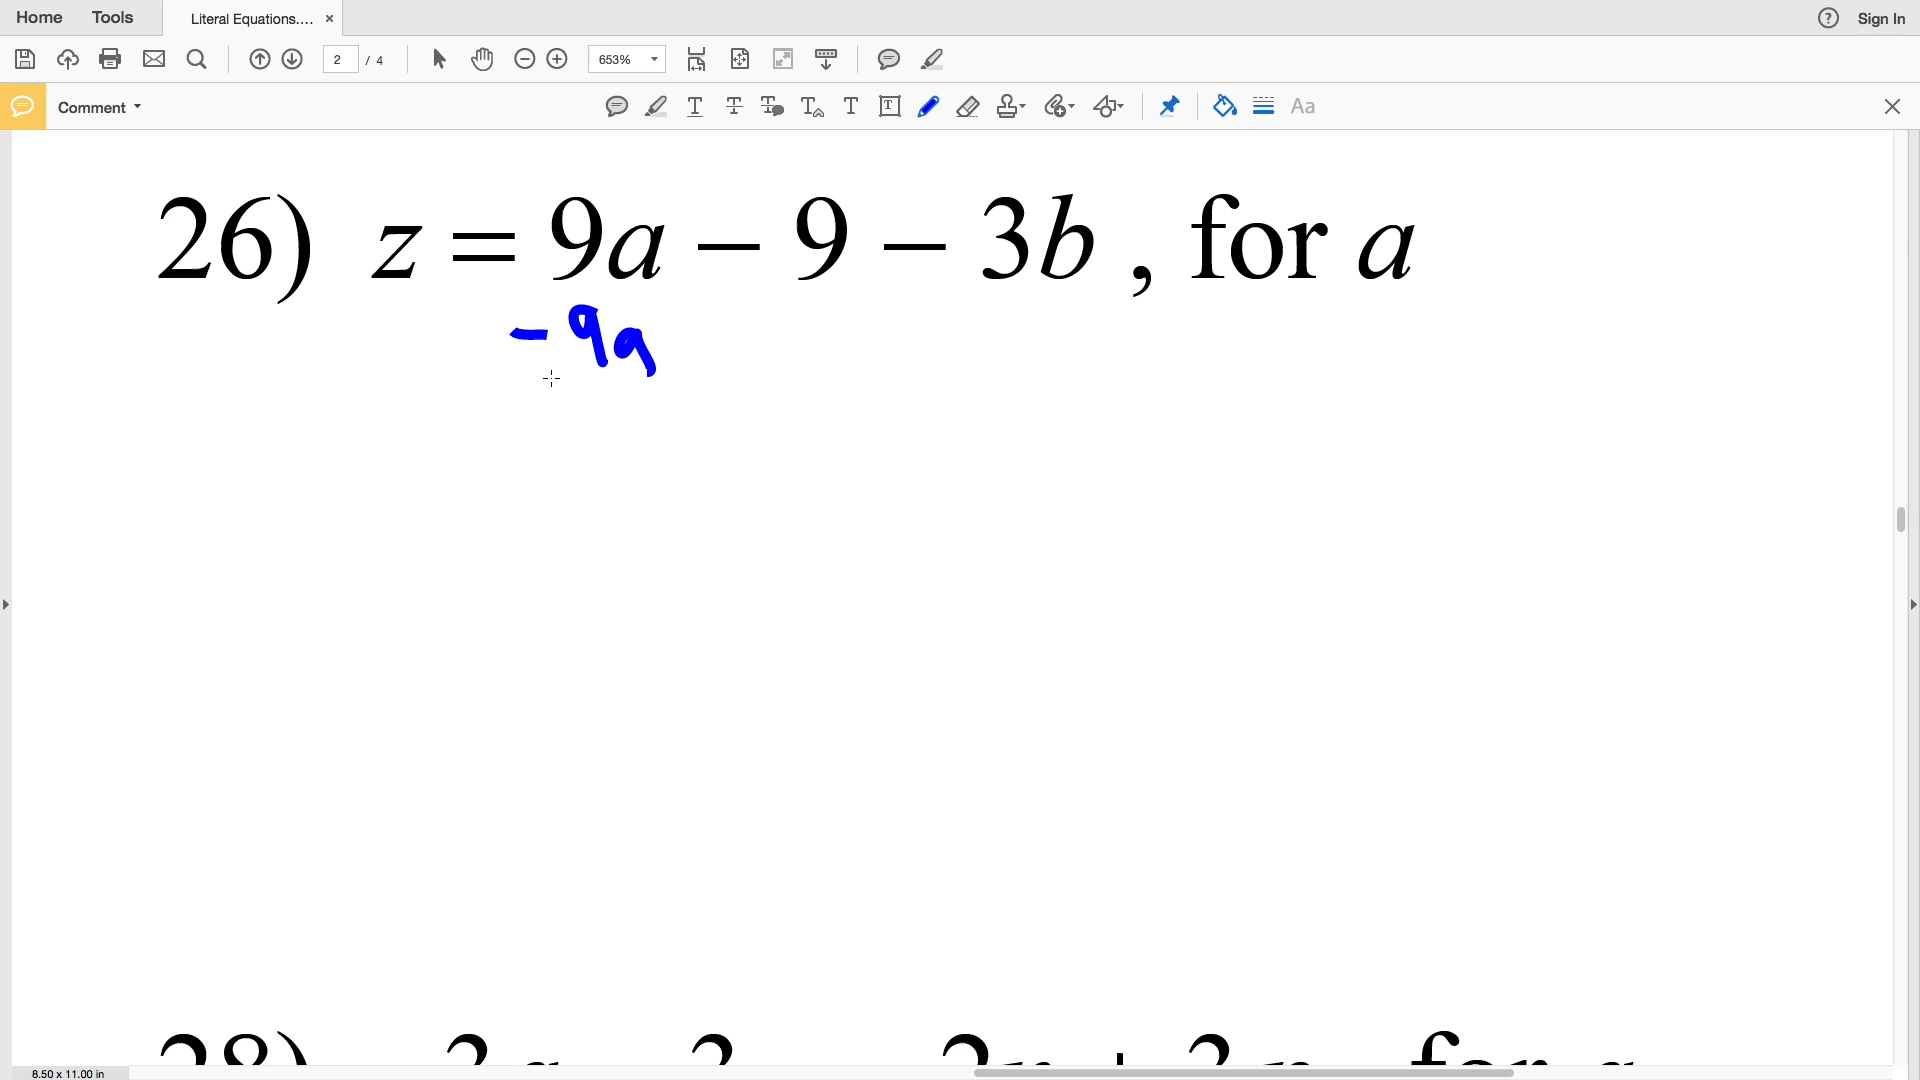 Home Tools Literal Equations.... × ? Sign In
2 / 4 653%
Comment Aa
26) z = 9a − 9 − 3b , for a
− 9a
8.50 x 11.00 in